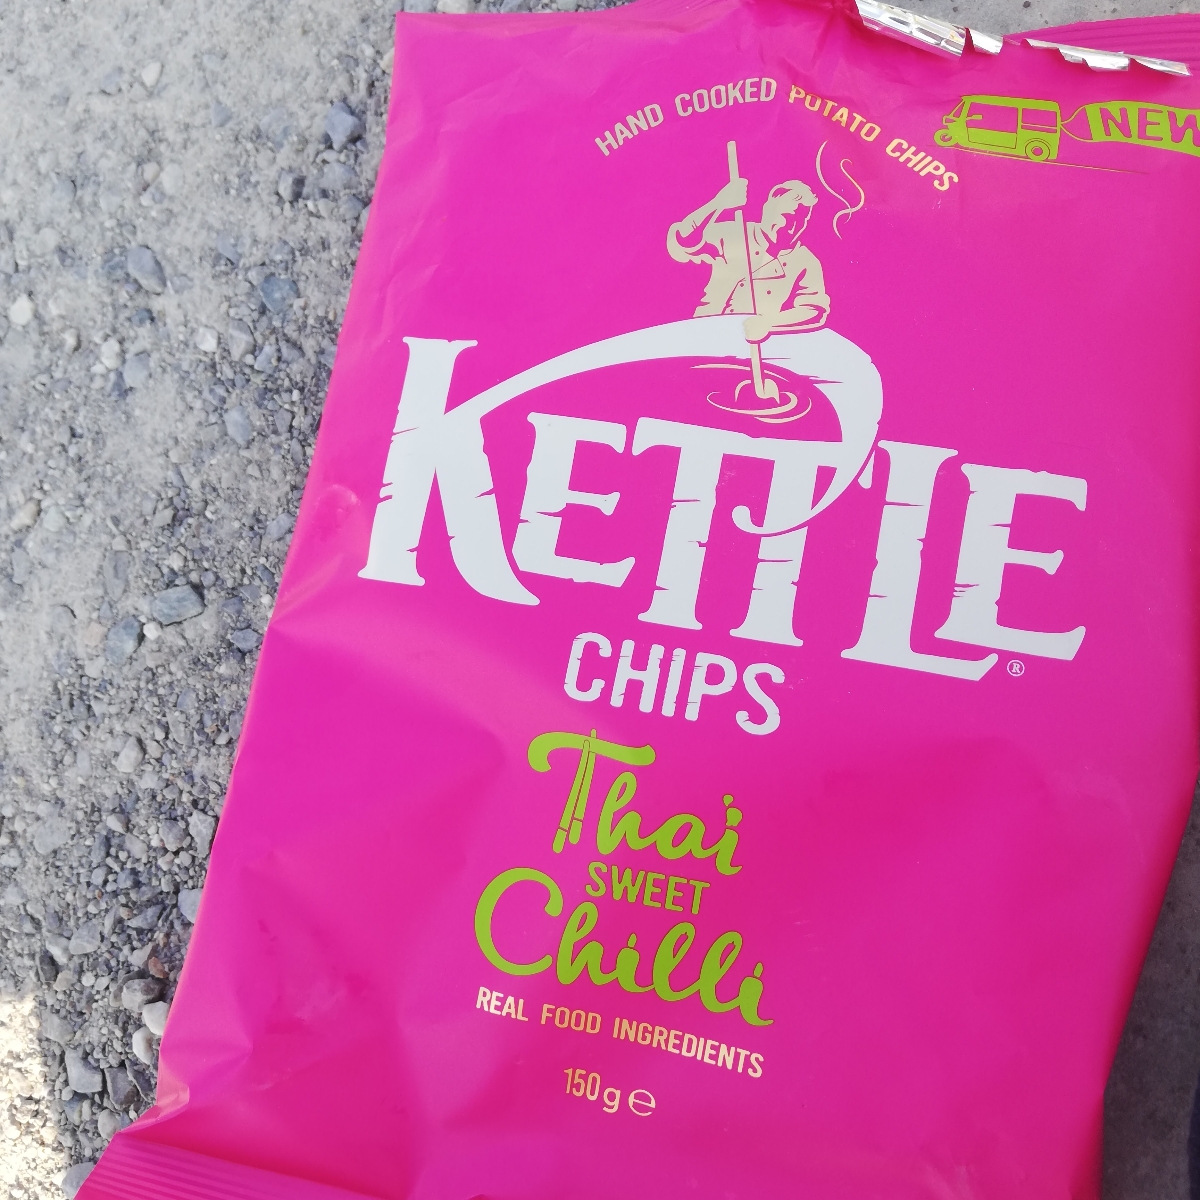 HAND COOKED POTATO CHIPS
NEW
KETTLE
CHIPS
®
Thai
SWEET
Chilli
REAL FOOD INGREDIENTS
150g ℮